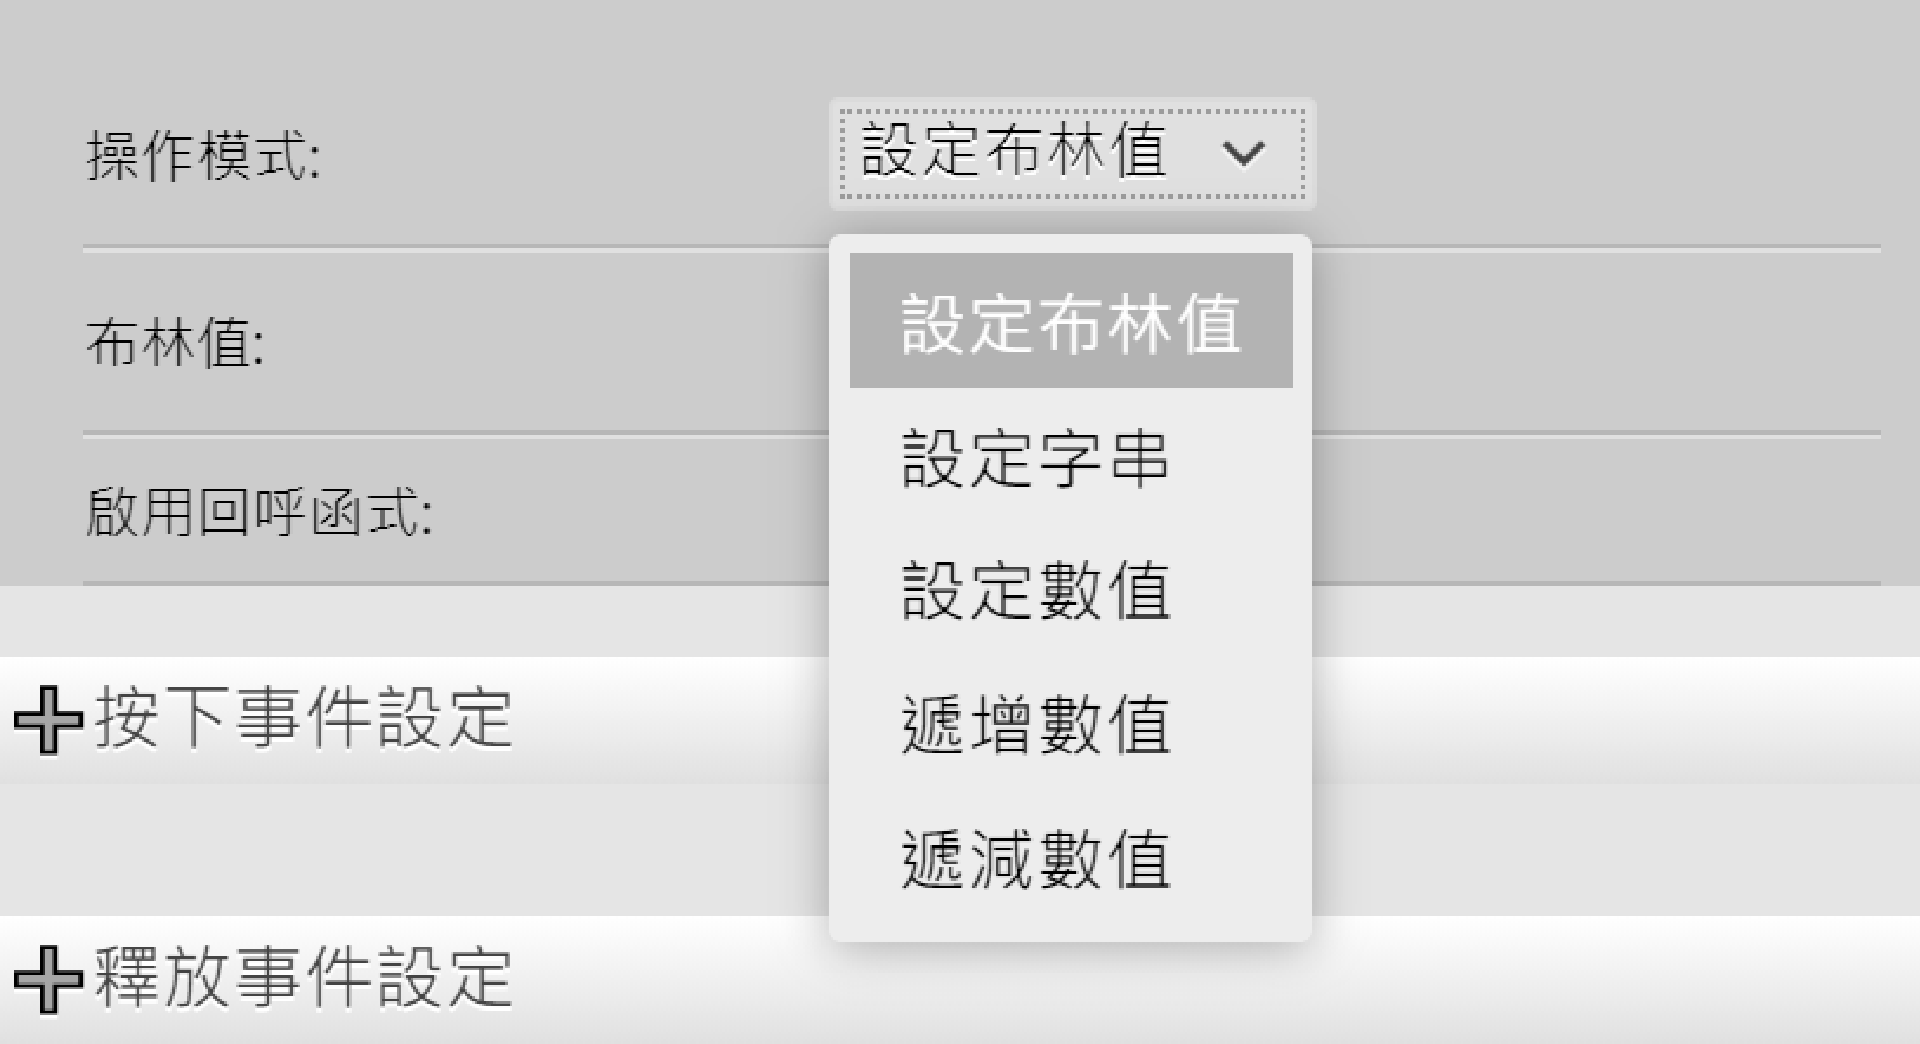 操作模式:
設定布林值
設定布林值
布林值:
設定字串
啟用回呼函式:
設定數值
按下事件設定
遞增數值
遞減數值
釋放事件設定